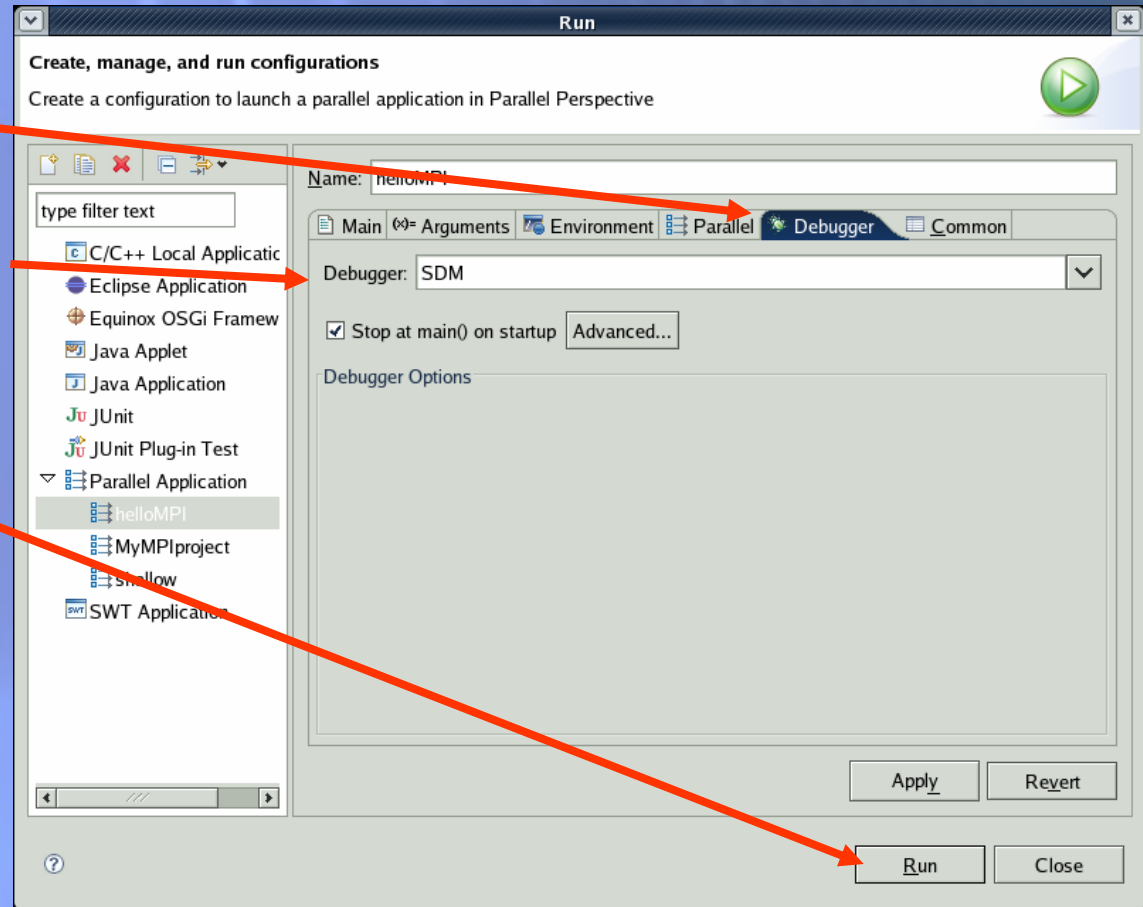 Run
Create, manage, and run configurations
Create a configuration to launch a parallel application in Parallel Perspective
type filter text
C/C++ Local Applicatic
Eclipse Application
Equinox OSGi Framew
Java Applet
Java Application
Ju JUnit
JUnit Plug-in Test
Parallel Application
helloMPI
MyMPIproject
shallow
SWT Application
Name: helloMPI
Main (x)= Arguments Environment Parallel Debugger Common
Debugger: SDM
Stop at main() on startup Advanced...
Debugger Options
Apply Revert
Run Close